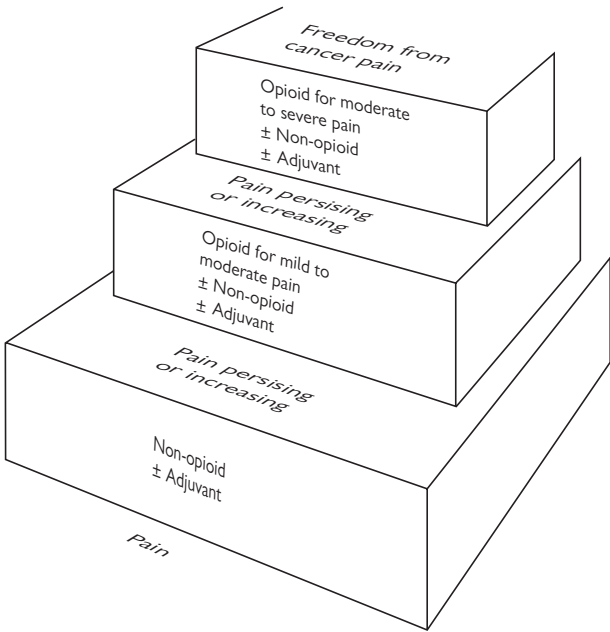 Freedom from
cancer pain
Opioid for moderate
to severe pain
± Non-opioid
± Adjuvant
Pain persising
or increasing
Opioid for mild to
moderate pain
± Non-opioid
± Adjuvant
Pain persising
or increasing
Non-opioid
± Adjuvant
Pain